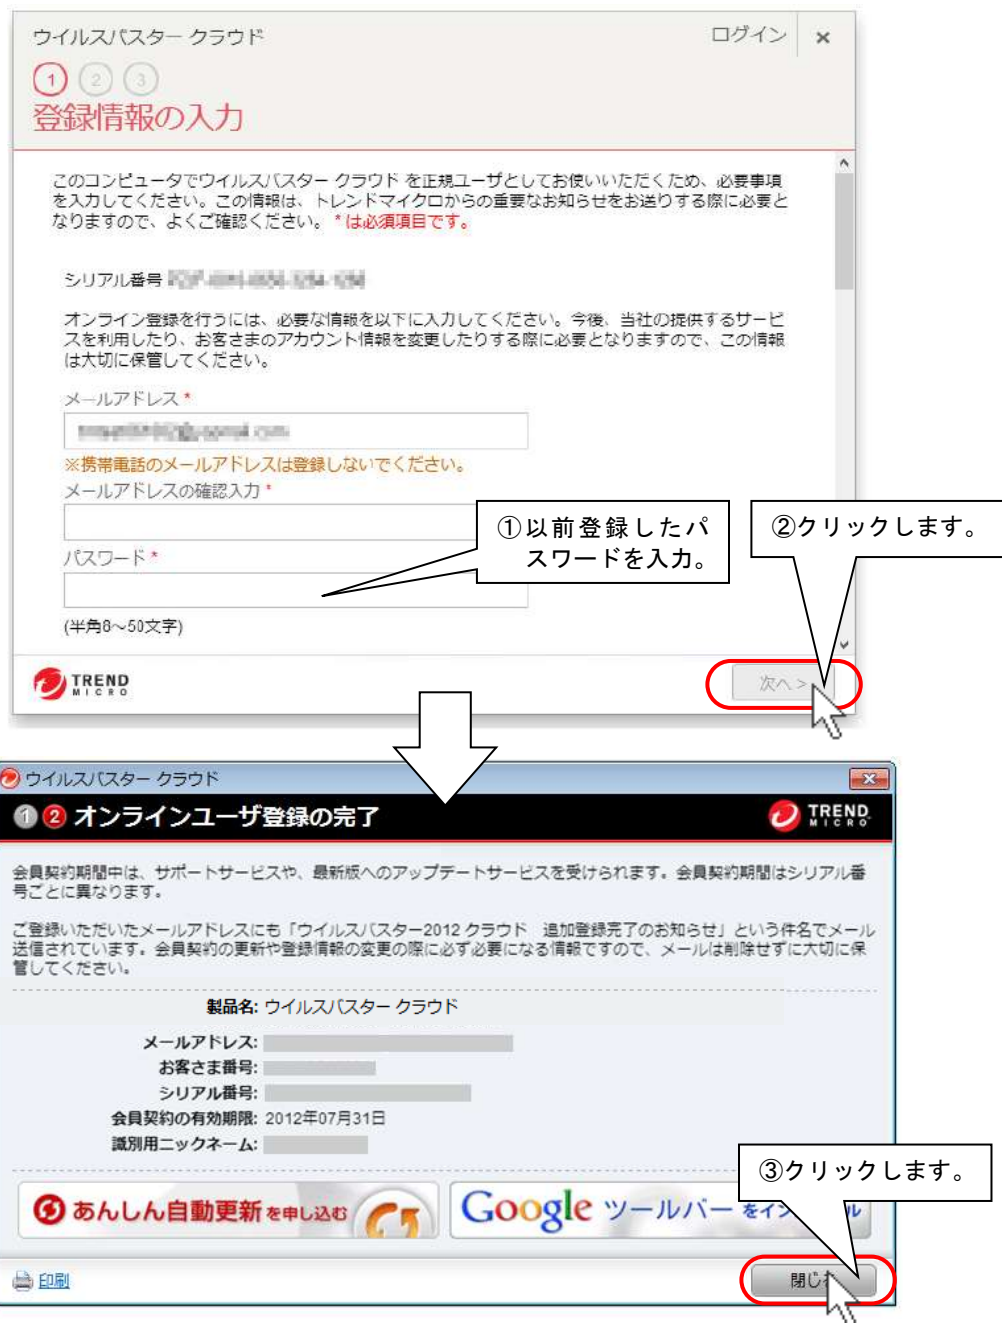 ウイルスバスター クラウド
ログイン ×
1 2 3
登録情報の入力
このコンピュータでウイルスバスター クラウド を正規ユーザとしてお使いいただくため、必要事項
を入力してください。この情報は、トレンドマイクロからの重要なお知らせをお送りする際に必要と
なりますので、よくご確認ください。 * は必須項目です。
シリアル番号
オンライン登録を行うには、必要な情報を以下に入力してください。今後、当社の提供するサービ
スを利用したり、お客さまのアカウント情報を変更したりする際に必要となりますので、この情報
は大切に保管してください。
メールアドレス *
※携帯電話のメールアドレスは登録しないでください。
メールアドレスの確認入力 *
①以前登録したパ
スワードを入力。
②クリックします。
パスワード *
(半角8～50文字)
TREND
MICRO
次へ >
ウイルスバスター クラウド
1 2 オンラインユーザ登録の完了
TREND
MICRO
会員契約期間中は、サポートサービスや、最新版へのアップデートサービスを受けられます。会員契約期間はシリアル番
号ごとに異なります。
ご登録いただいたメールアドレスにも「ウイルスバスター2012 クラウド 追加登録完了のお知らせ」という件名でメール
送信されています。会員契約の更新や登録情報の変更の際に必ず必要になる情報ですので、メールは削除せずに大切に保
管してください。
製品名: ウイルスバスター クラウド
メールアドレス:
お客さま番号:
シリアル番号:
会員契約の有効期限: 2012年07月31日
識別用ニックネーム:
③クリックします。
あんしん自動更新 を申し込む
Google ツールバー をイン
ル
印刷
閉じ